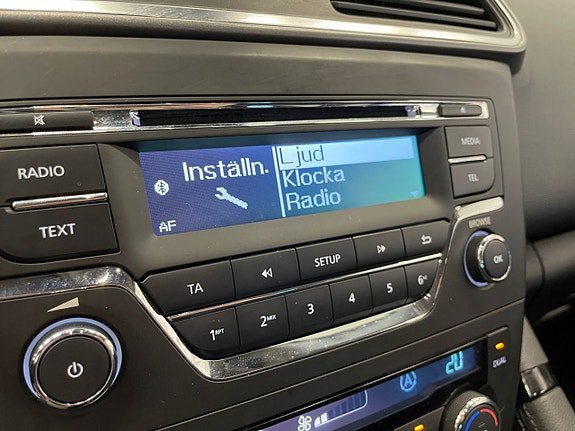 RADIO
TEXT
Inställn.
AF
Ljud
Klocka
Radio
MEDIA
TEL
BROWSE
OK
TA
SETUP
1RPT
2MIX
3
4
5
6
20
DUAL
A